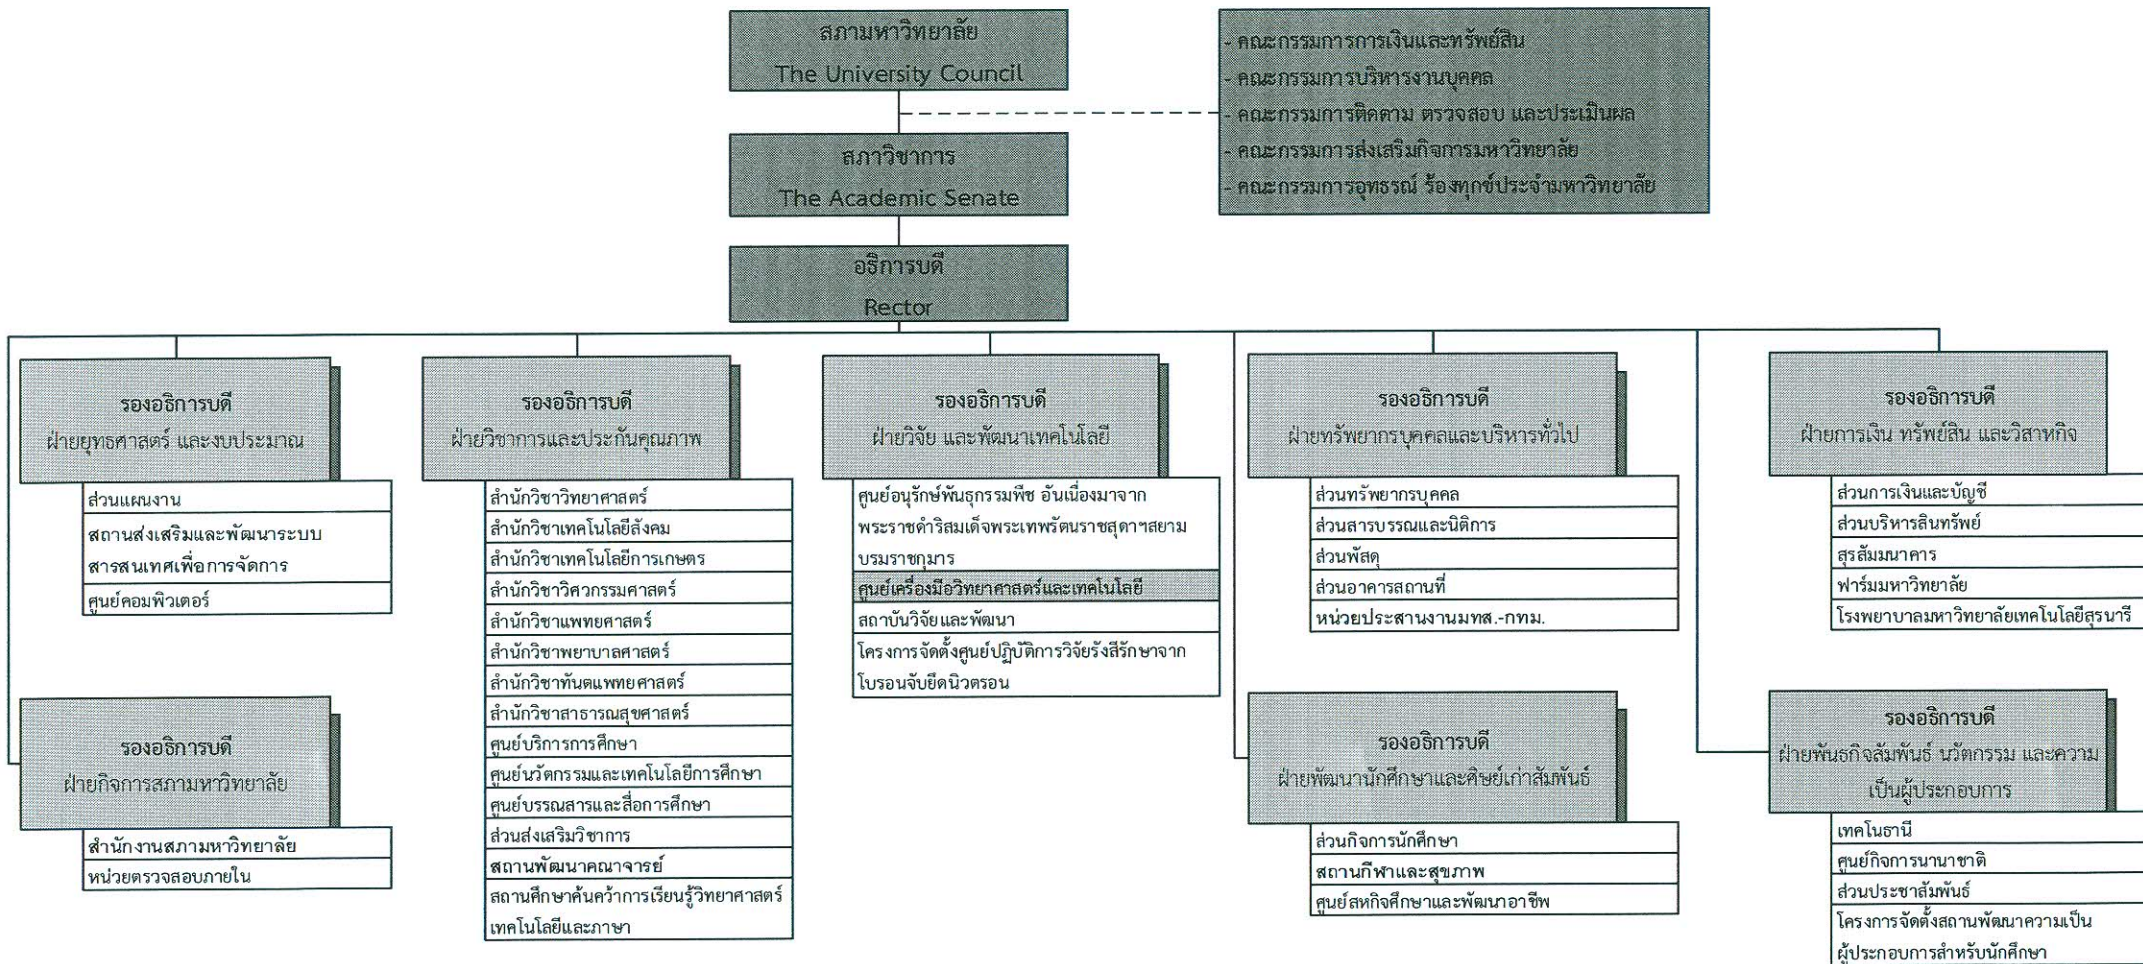 สภามหาวิทยาลัย
The University Council
- คณะกรรมการการเงินและทรัพย์สิน
- คณะกรรมการบริหารงานบุคคล
- คณะกรรมการติดตาม ตรวจสอบ และประเมินผล
- คณะกรรมการส่งเสริมกิจการมหาวิทยาลัย
- คณะกรรมการอุทธรณ์ ร้องทุกข์ประจำมหาวิทยาลัย
สภาวิชาการ
The Academic Senate
อธิการบดี
Rector
รองอธิการบดี
ฝ่ายยุทธศาสตร์ และงบประมาณ
ส่วนแผนงาน
สถานส่งเสริมและพัฒนาระบบ
สารสนเทศเพื่อการจัดการ
ศูนย์คอมพิวเตอร์
รองอธิการบดี
ฝ่ายกิจการสภามหาวิทยาลัย
สำนักงานสภามหาวิทยาลัย
หน่วยตรวจสอบภายใน
รองอธิการบดี
ฝ่ายวิชาการและประกันคุณภาพ
สำนักวิชาวิทยาศาสตร์
สำนักวิชาเทคโนโลยีสังคม
สำนักวิชาเทคโนโลยีการเกษตร
สำนักวิชาวิศวกรรมศาสตร์
สำนักวิชาแพทยศาสตร์
สำนักวิชาพยาบาลศาสตร์
สำนักวิชาทันตแพทยศาสตร์
สำนักวิชาสาธารณสุขศาสตร์
ศูนย์บริการการศึกษา
ศูนย์นวัตกรรมและเทคโนโลยีการศึกษา
ศูนย์บรรณสารและสื่อการศึกษา
ส่วนส่งเสริมวิชาการ
สถานพัฒนาคณาจารย์
สถานศึกษาค้นคว้าการเรียนรู้วิทยาศาสตร์
เทคโนโลยีและภาษา
รองอธิการบดี
ฝ่ายวิจัย และพัฒนาเทคโนโลยี
ศูนย์อนุรักษ์พันธุกรรมพืช อันเนื่องมาจาก
พระราชดำริสมเด็จพระเทพรัตนราชสุดาฯสยาม
บรมราชกุมาร
ศูนย์เครื่องมือวิทยาศาสตร์และเทคโนโลยี
สถาบันวิจัยและพัฒนา
โครงการจัดตั้งศูนย์ปฏิบัติการวิจัยรังสีรักษาจาก
โบรอนจับยึดนิวตรอน
รองอธิการบดี
ฝ่ายทรัพยากรบุคคลและบริหารทั่วไป
ส่วนทรัพยากรบุคคล
ส่วนสารบรรณและนิติการ
ส่วนพัสดุ
ส่วนอาคารสถานที่
หน่วยประสานงานมทส.-กทม.
รองอธิการบดี
ฝ่ายพัฒนานักศึกษาและศิษย์เก่าสัมพันธ์
ส่วนกิจการนักศึกษา
สถานกีฬาและสุขภาพ
ศูนย์สหกิจศึกษาและพัฒนาอาชีพ
รองอธิการบดี
ฝ่ายการเงิน ทรัพย์สิน และวิสาหกิจ
ส่วนการเงินและบัญชี
ส่วนบริหารสินทรัพย์
สุรสัมมนาคาร
ฟาร์มมหาวิทยาลัย
โรงพยาบาลมหาวิทยาลัยเทคโนโลยีสุรนารี
รองอธิการบดี
ฝ่ายพันธกิจสัมพันธ์ นวัตกรรม และความ
เป็นผู้ประกอบการ
เทคโนธานี
ศูนย์กิจการนานาชาติ
ส่วนประชาสัมพันธ์
โครงการจัดตั้งสถานพัฒนาความเป็น
ผู้ประกอบการสำหรับนักศึกษา